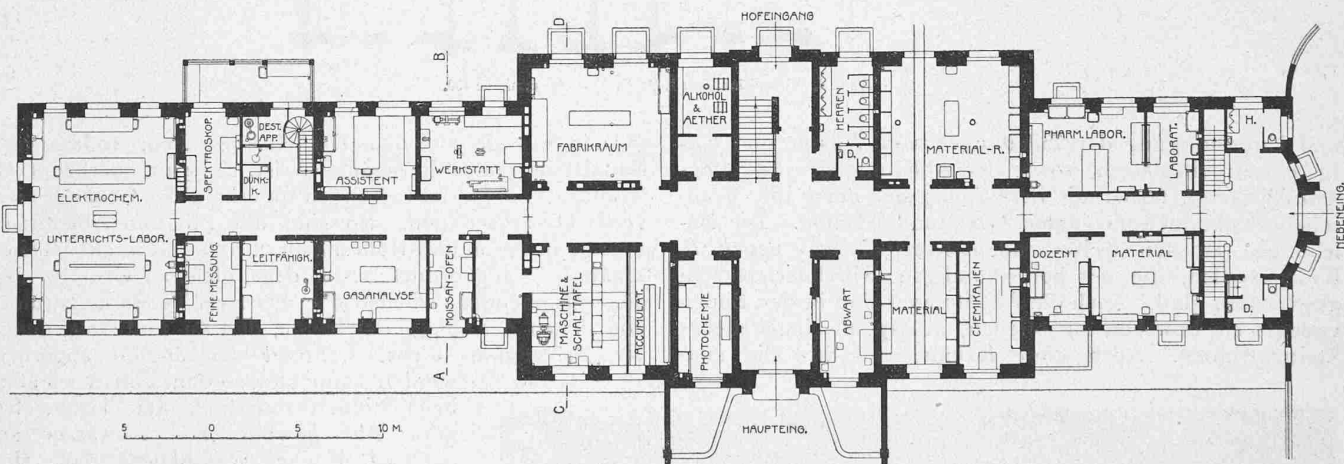 HOFEINGANG
D
B
SPEKTROSKOP.
DEST.
APP.
DUNK.
K.
ASSISTENT
WERKSTATT
FABRIKRAUM
ALKOHOL
&
AETHER
HERREN
D.
MATERIAL-R.
PHARM. LABOR.
LABORAT.
H.
ELEKTROCHEM.
UNTERRICHTS-LABOR.
NEBENEING.
FEINE MESSUNG.
LEITFÄHIGK.
GASANALYSE
MOISSAN-OFEN
MASCHINE &
SCHALTTAFEL
ACCUMULAT.
PHOTOCHEMIE
ABWART
MATERIAL
CHEMIKALIEN
DOZENT
MATERIAL
D.
A
C
HAUPTEING.
5 0 5 10 M.